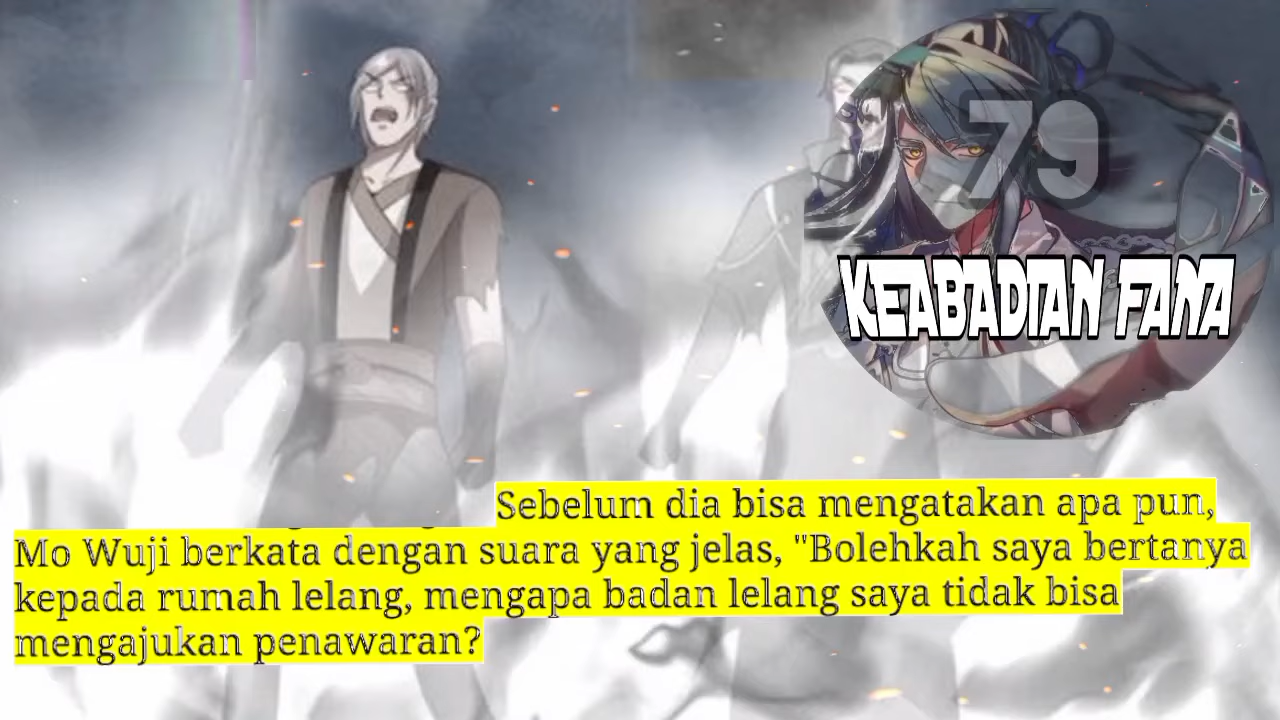 79
KEABADIAN FANA
Sebelum dia bisa mengatakan apa pun,
Mo Wuji berkata dengan suara yang jelas, "Bolehkah saya bertanya
kepada rumah lelang, mengapa badan lelang saya tidak bisa
mengajukan penawaran?